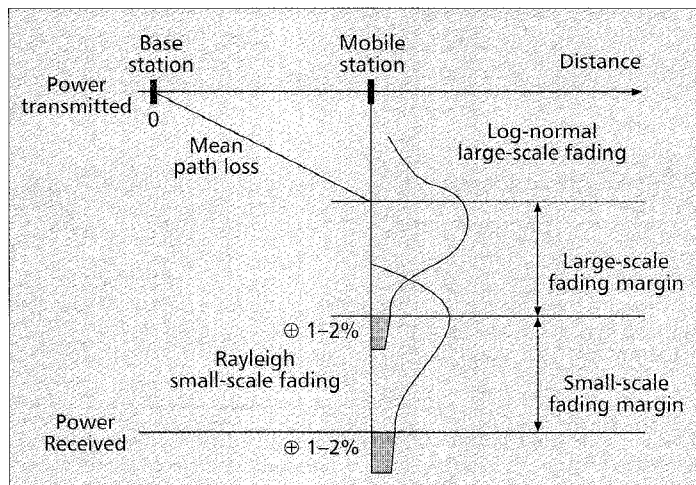 Base
station
Mobile
station
Distance
Power
transmitted
0
Mean
path loss
Log-normal
large-scale fading
Large-scale
fading margin
⊕ 1–2%
Rayleigh
small-scale fading
Small-scale
fading margin
Power
Received
⊕ 1–2%